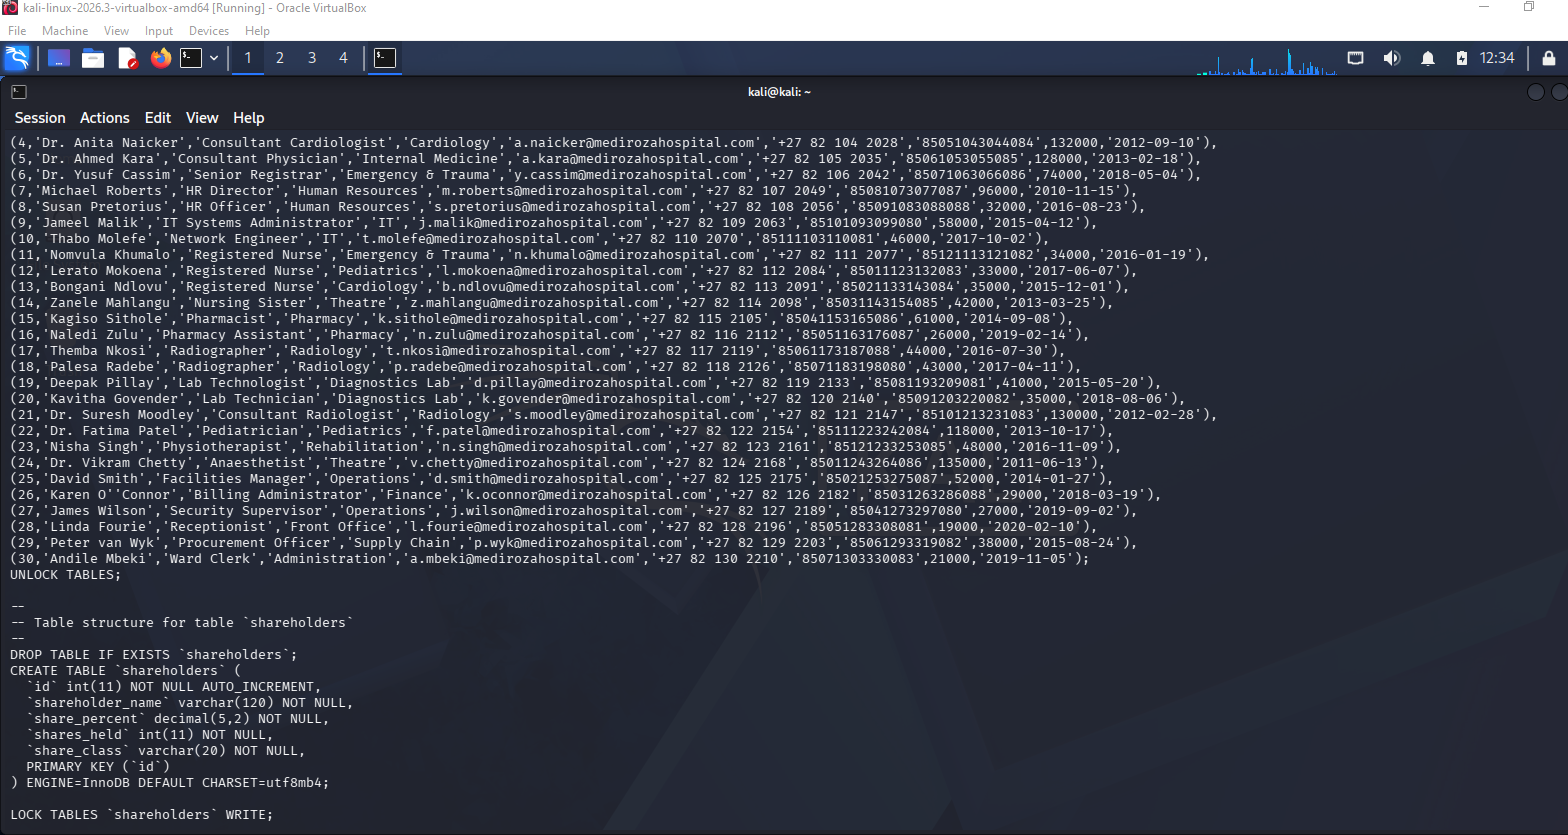 kali-linux-2026.3-virtualbox-amd64 [Running] - Oracle VirtualBox
File Machine View Input Devices Help
1 2 3 4 12:34
kali@kali: ~
Session Actions Edit View Help
(4,'Dr. Anita Naicker','Consultant Cardiologist','Cardiology','a.naicker@medirozahospital.com','+27 82 104 2028','85051043044084',132000,'2012-09-10'),
(5,'Dr. Ahmed Kara','Consultant Physician','Internal Medicine','a.kara@medirozahospital.com','+27 82 105 2035','85061053055085',128000,'2013-02-18'),
(6,'Dr. Yusuf Cassim','Senior Registrar','Emergency & Trauma','y.cassim@medirozahospital.com','+27 82 106 2042','85071063066086',74000,'2018-05-04'),
(7,'Michael Roberts','HR Director','Human Resources','m.roberts@medirozahospital.com','+27 82 107 2049','85081073077087',96000,'2010-11-15'),
(8,'Susan Pretorius','HR Officer','Human Resources','s.pretorius@medirozahospital.com','+27 82 108 2056','85091083088088',32000,'2016-08-23'),
(9,'Jameel Malik','IT Systems Administrator','IT','j.malik@medirozahospital.com','+27 82 109 2063','85101093099080',58000,'2015-04-12'),
(10,'Thabo Molefe','Network Engineer','IT','t.molefe@medirozahospital.com','+27 82 110 2070','85111103110081',46000,'2017-10-02'),
(11,'Nomvula Khumalo','Registered Nurse','Emergency & Trauma','n.khumalo@medirozahospital.com','+27 82 111 2077','85121113121082',34000,'2016-01-19'),
(12,'Lerato Mokoena','Registered Nurse','Pediatrics','l.mokoena@medirozahospital.com','+27 82 112 2084','85011123132083',33000,'2017-06-07'),
(13,'Bongani Ndlovu','Registered Nurse','Cardiology','b.ndlovu@medirozahospital.com','+27 82 113 2091','85021133143084',35000,'2015-12-01'),
(14,'Zanele Mahlangu','Nursing Sister','Theatre','z.mahlangu@medirozahospital.com','+27 82 114 2098','85031143154085',42000,'2013-03-25'),
(15,'Kagiso Sithole','Pharmacist','Pharmacy','k.sithole@medirozahospital.com','+27 82 115 2105','85041153165086',61000,'2014-09-08'),
(16,'Naledi Zulu','Pharmacy Assistant','Pharmacy','n.zulu@medirozahospital.com','+27 82 116 2112','85051163176087',26000,'2019-02-14'),
(17,'Themba Nkosi','Radiographer','Radiology','t.nkosi@medirozahospital.com','+27 82 117 2119','85061173187088',44000,'2016-07-30'),
(18,'Palesa Radebe','Radiographer','Radiology','p.radebe@medirozahospital.com','+27 82 118 2126','85071183198080',43000,'2017-04-11'),
(19,'Deepak Pillay','Lab Technologist','Diagnostics Lab','d.pillay@medirozahospital.com','+27 82 119 2133','85081193209081',41000,'2015-05-20'),
(20,'Kavitha Govender','Lab Technician','Diagnostics Lab','k.govender@medirozahospital.com','+27 82 120 2140','85091203220082',35000,'2018-08-06'),
(21,'Dr. Suresh Moodley','Consultant Radiologist','Radiology','s.moodley@medirozahospital.com','+27 82 121 2147','85101213231083',130000,'2012-02-28'),
(22,'Dr. Fatima Patel','Pediatrician','Pediatrics','f.patel@medirozahospital.com','+27 82 122 2154','85111223242084',118000,'2013-10-17'),
(23,'Nisha Singh','Physiotherapist','Rehabilitation','n.singh@medirozahospital.com','+27 82 123 2161','85121233253085',48000,'2016-11-09'),
(24,'Dr. Vikram Chetty','Anaesthetist','Theatre','v.chetty@medirozahospital.com','+27 82 124 2168','85011243264086',135000,'2011-06-13'),
(25,'David Smith','Facilities Manager','Operations','d.smith@medirozahospital.com','+27 82 125 2175','85021253275087',52000,'2014-01-27'),
(26,'Karen O''Connor','Billing Administrator','Finance','k.oconnor@medirozahospital.com','+27 82 126 2182','85031263286088',29000,'2018-03-19'),
(27,'James Wilson','Security Supervisor','Operations','j.wilson@medirozahospital.com','+27 82 127 2189','85041273297080',27000,'2019-09-02'),
(28,'Linda Fourie','Receptionist','Front Office','l.fourie@medirozahospital.com','+27 82 128 2196','85051283308081',19000,'2020-02-10'),
(29,'Peter van Wyk','Procurement Officer','Supply Chain','p.wyk@medirozahospital.com','+27 82 129 2203','85061293319082',38000,'2015-08-24'),
(30,'Andile Mbeki','Ward Clerk','Administration','a.mbeki@medirozahospital.com','+27 82 130 2210','85071303330083',21000,'2019-11-05');
UNLOCK TABLES;
--
-- Table structure for table `shareholders`
--
DROP TABLE IF EXISTS `shareholders`;
CREATE TABLE `shareholders` (
`id` int(11) NOT NULL AUTO_INCREMENT,
`shareholder_name` varchar(120) NOT NULL,
`share_percent` decimal(5,2) NOT NULL,
`shares_held` int(11) NOT NULL,
`share_class` varchar(20) NOT NULL,
PRIMARY KEY (`id`)
) ENGINE=InnoDB DEFAULT CHARSET=utf8mb4;
LOCK TABLES `shareholders` WRITE;